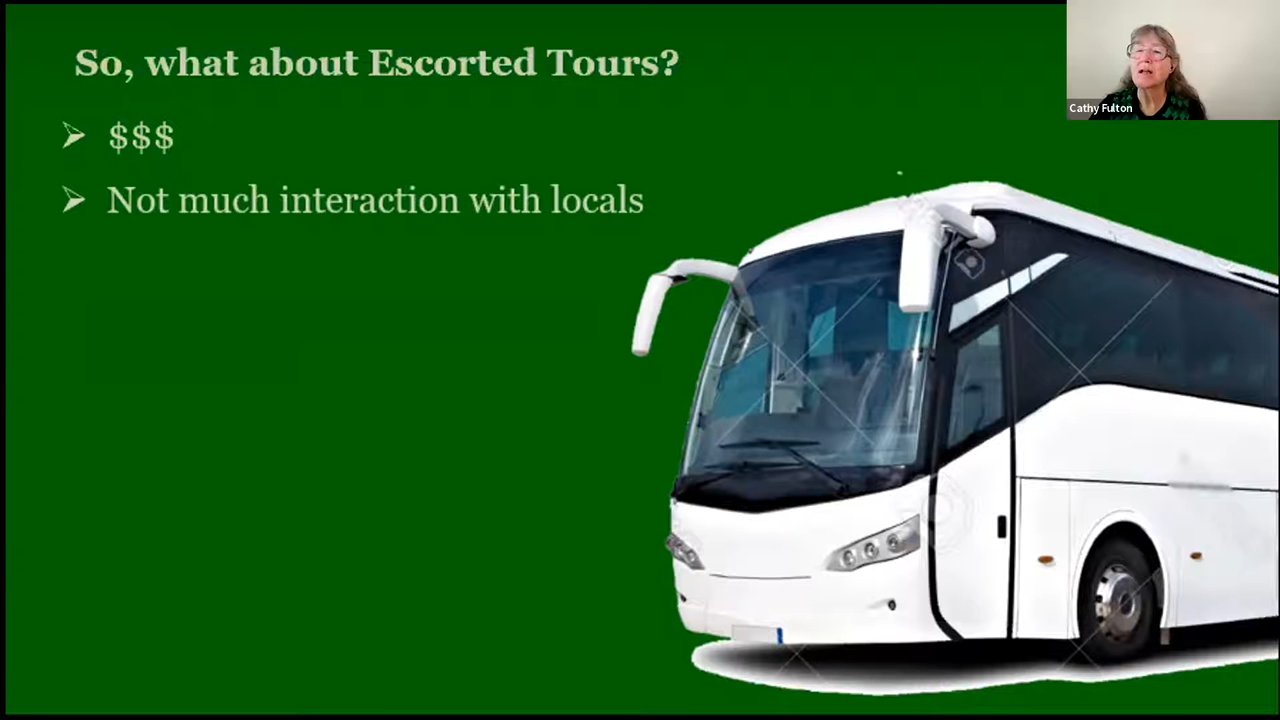 So, what about Escorted Tours?
➢ $$$
➢ Not much interaction with locals
Cathy Fulton